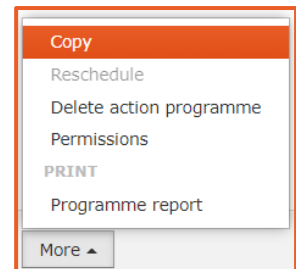 Copy
Reschedule
Delete action programme
Permissions
PRINT
Programme report
More ▲